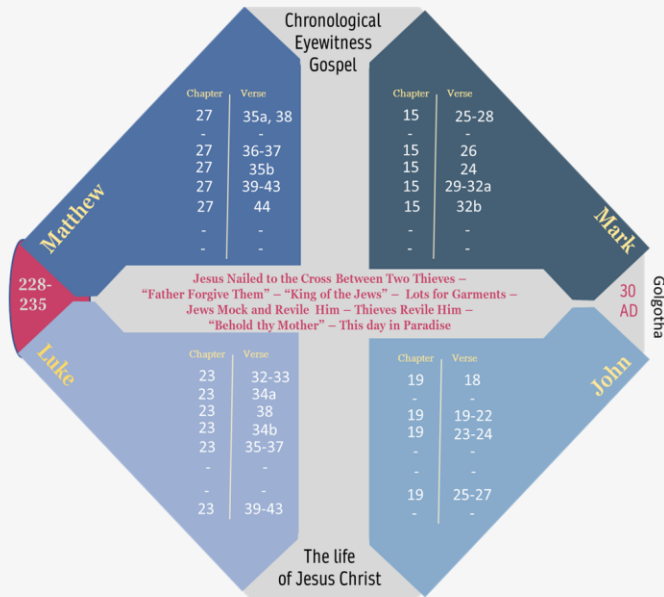 Chronological
Eyewitness
Gospel
Matthew
Chapter Verse
27 35a, 38
- -
27 36-37
27 35b
27 39-43
27 44
- -
- -
Mark
Chapter Verse
15 25-28
- -
15 26
15 24
15 29-32a
15 32b
- -
- -
228-
235
Jesus Nailed to the Cross Between Two Thieves –
“Father Forgive Them” – “King of the Jews” – Lots for Garments –
Jews Mock and Revile Him – Thieves Revile Him –
“Behold thy Mother” – This day in Paradise
30
AD
Golgotha
Luke
Chapter Verse
23 32-33
23 34a
23 38
23 34b
23 35-37
- -
- -
23 39-43
John
Chapter Verse
19 18
- -
19 19-22
19 23-24
- -
- -
19 25-27
- -
The life
of Jesus Christ